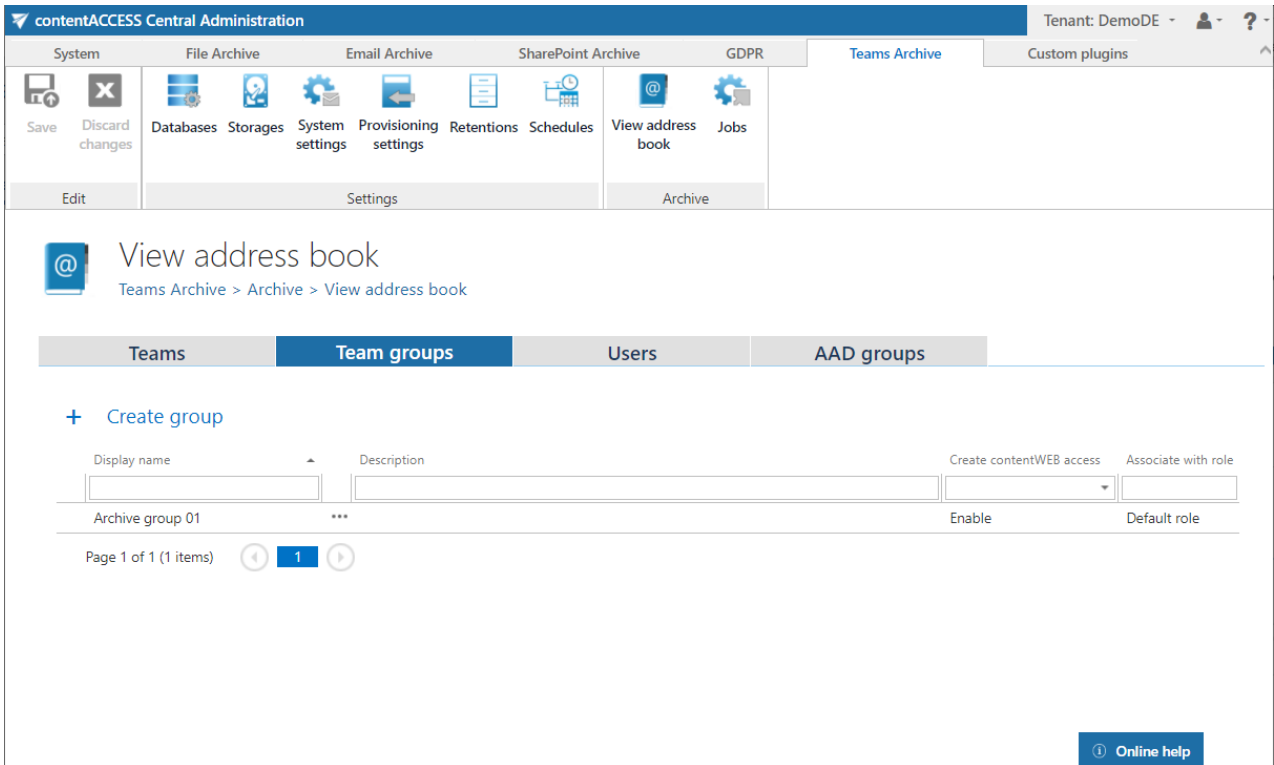 contentACCESS Central Administration
Tenant: DemoDE
?
System File Archive Email Archive SharePoint Archive GDPR Teams Archive Custom plugins
Save
Discard changes
Databases
Storages
System settings
Provisioning settings
Retentions
Schedules
@
View address book
Jobs
Edit Settings Archive
@
View address book
Teams Archive > Archive > View address book
Teams Team groups Users AAD groups
+ Create group
Display name Description Create contentWEB access Associate with role
Archive group 01 ••• Enable Default role
Page 1 of 1 (1 items) 1
Online help